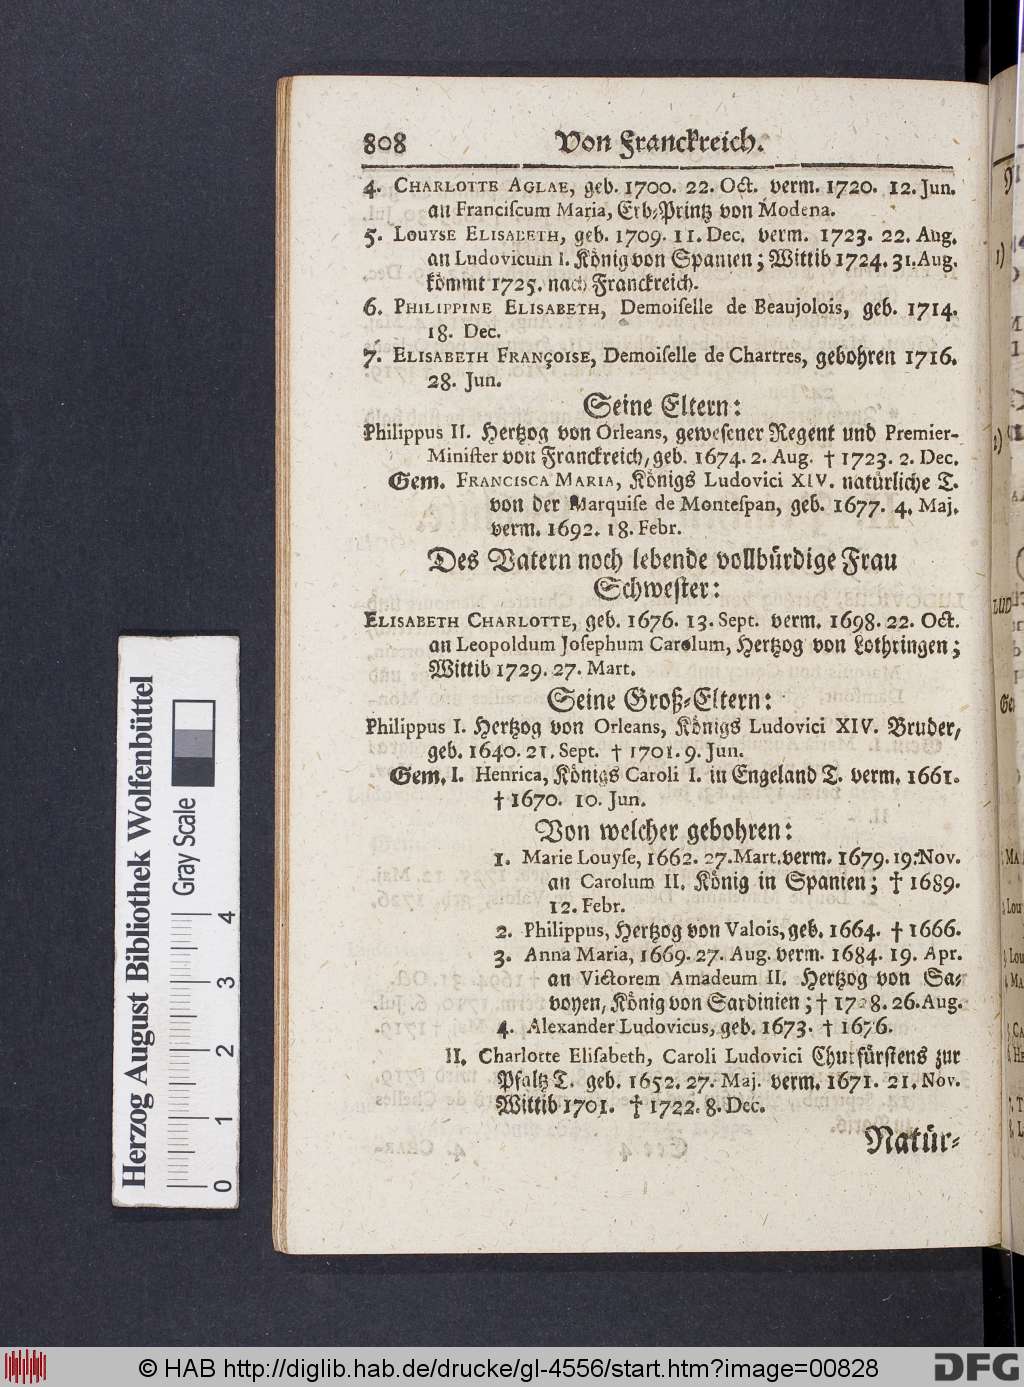 808 Von Franckreich.
4. CHARLOTTE AGLAE, geb. 1700. 22. Oct. verm. 1720. 12. Jun.
an Franciſcum Maria, Erb⸗Printz von Modena.
5. LOUYSE ELISABETH, geb. 1709. 11. Dec. verm. 1723. 22. Aug.
an Ludovicum I. König von Spanien; Wittib 1724. 31. Aug.
kömmt 1725. nach Franckreich.
6. PHILIPPINE ELISABETH, Demoiſelle de Beaujolois, geb. 1714.
18. Dec.
7. ELISABETH FRANÇOISE, Demoiſelle de Chartres, gebohren 1716.
28. Jun.
Seine Eltern:
Philippus II. Hertzog von Orleans, geweſener Regent und Premier-
Miniſter von Franckreich, geb. 1674. 2. Aug. † 1723. 2. Dec.
Gem. FRANCISCA MARIA, Königs Ludovici XIV. natürliche T.
von der Marquiſe de Monteſpan, geb. 1677. 4. Maj.
verm. 1692. 18. Febr.
Des Vatern noch lebende vollbürdige Frau
Schweſter:
ELISABETH CHARLOTTE, geb. 1676. 13. Sept. verm. 1698. 22. Oct.
an Leopoldum Joſephum Carolum, Hertzog von Lothringen;
Wittib 1729. 27. Mart.
Seine Groß⸗Eltern:
Philippus I. Hertzog von Orleans, Königs Ludovici XIV. Bruder,
geb. 1640. 21. Sept. † 1701. 9. Jun.
Gem. I. Henrica, Königs Caroli I. in Engeland T. verm. 1661.
† 1670. 10. Jun.
Von welcher gebohren:
1. Marie Louyſe, 1662. 27. Mart. verm. 1679. 19. Nov.
an Carolum II. König in Spanien; † 1689.
12. Febr.
2. Philippus, Hertzog von Valois, geb. 1664. † 1666.
3. Anna Maria, 1669. 27. Aug. verm. 1684. 19. Apr.
an Victorem Amadeum II. Hertzog von Sa⸗
voyen, König von Sardinien; † 1728. 26. Aug.
4. Alexander Ludovicus, geb. 1673. † 1676.
II. Charlotte Eliſabeth, Caroli Ludovici Churfürſtens zur
Pfaltz T. geb. 1652. 27. Maj. verm. 1671. 21. Nov.
Wittib 1701. † 1722. 8. Dec.
Natür⸗
Herzog August Bibliothek Wolfenbüttel
Gray Scale
0 1 2 3 4
© HAB http://diglib.hab.de/drucke/gl-4556/start.htm?image=00828
DFG